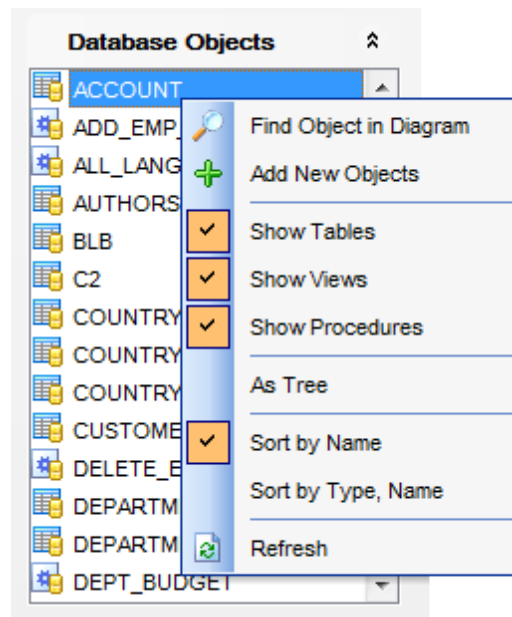 Database Objects
ACCOUNT
ADD_EMP_
Find Object in Diagram
ALL_LANG
Add New Objects
AUTHORS
Show Tables
BLB
C2
Show Views
COUNTRY
Show Procedures
COUNTRY
COUNTRY
As Tree
CUSTOME
Sort by Name
DELETE_E
Sort by Type, Name
DEPARTM
DEPARTM
Refresh
DEPT_BUDGET